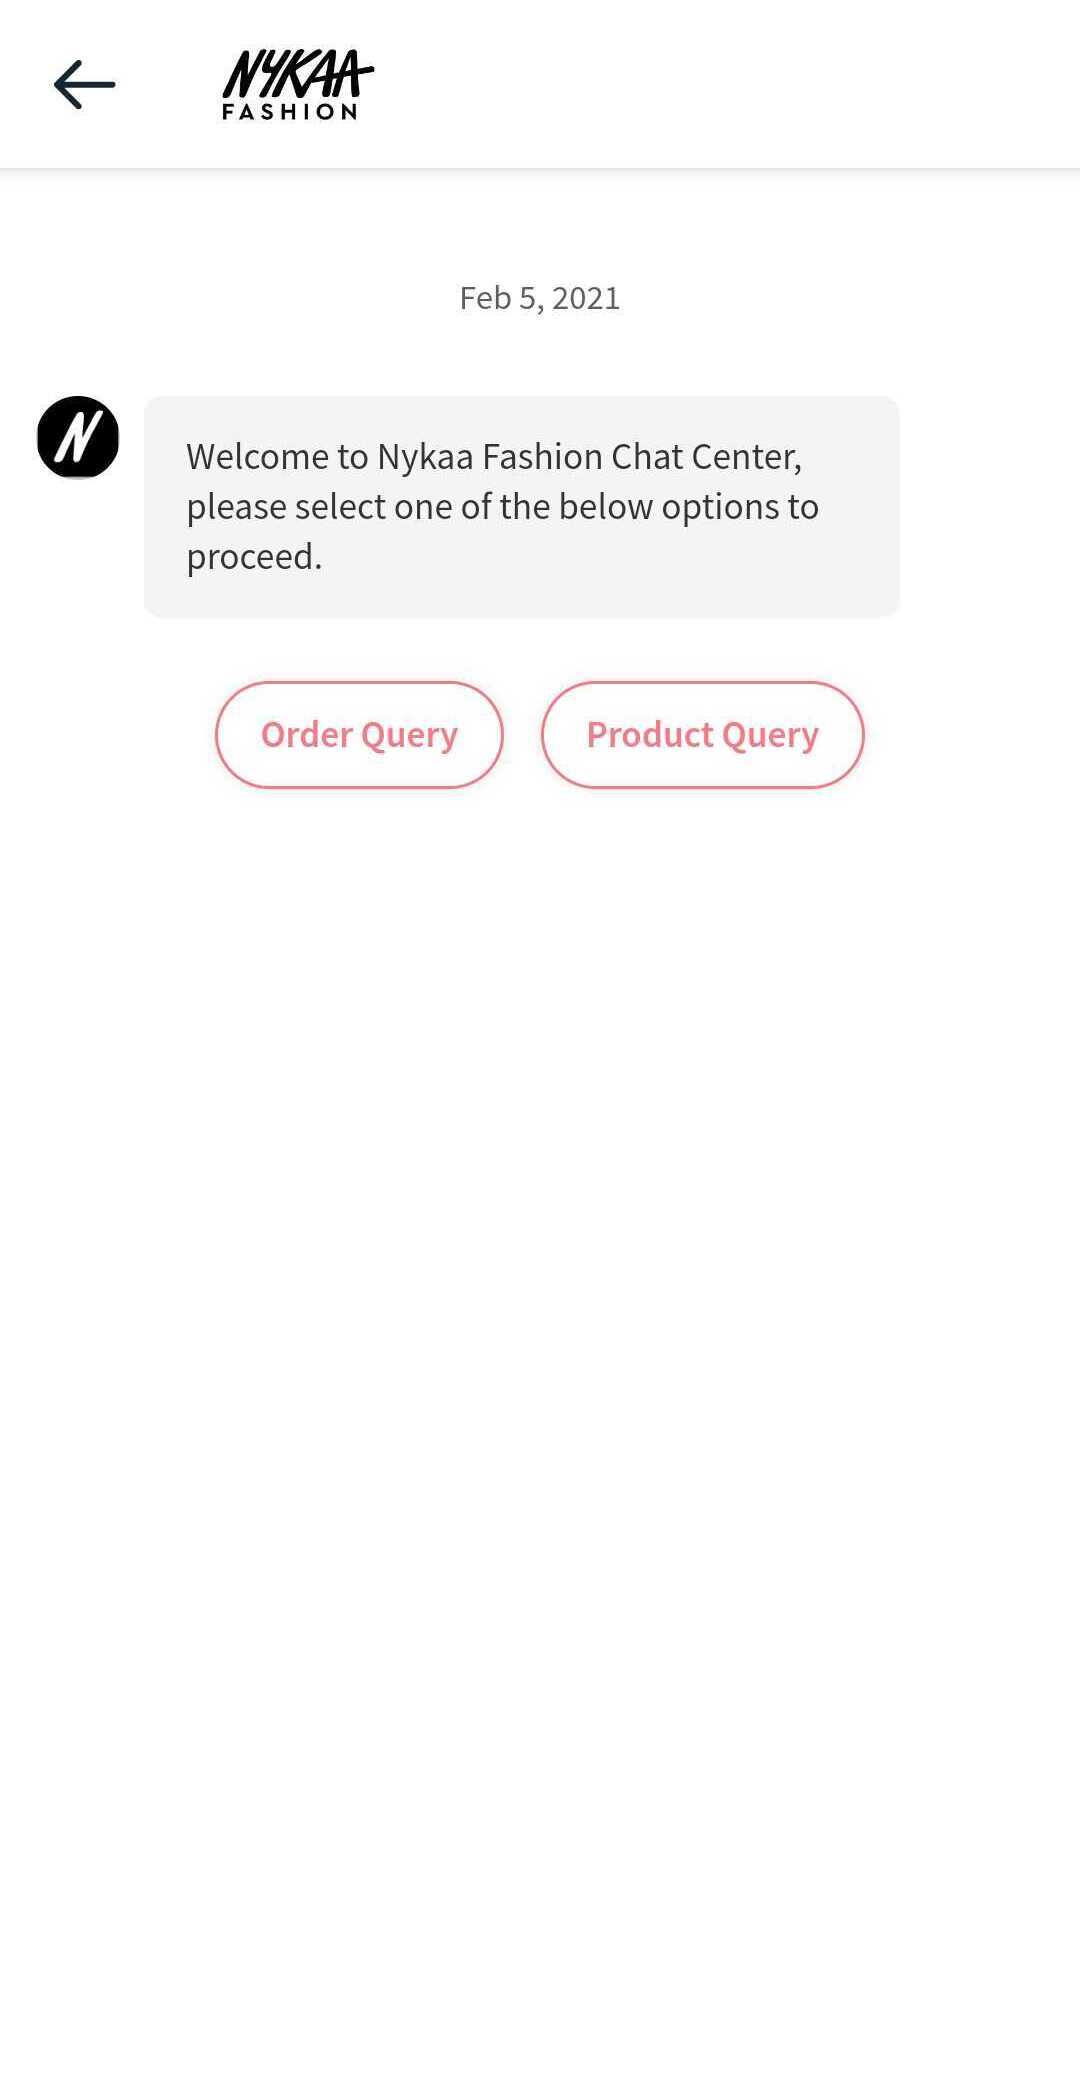 NYKAA
FASHION
Feb 5, 2021
N
Welcome to Nykaa Fashion Chat Center,
please select one of the below options to
proceed.
Order Query
Product Query